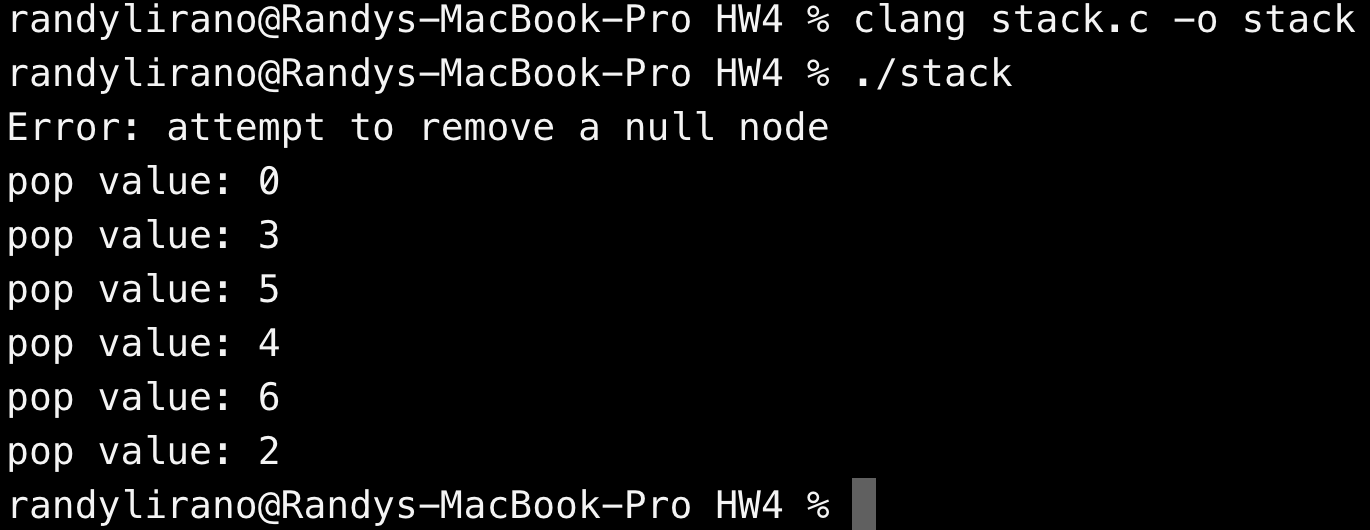 randylirano@Randys-MacBook-Pro HW4 % clang stack.c -o stack
randylirano@Randys-MacBook-Pro HW4 % ./stack
Error: attempt to remove a null node
pop value: 0
pop value: 3
pop value: 5
pop value: 4
pop value: 6
pop value: 2
randylirano@Randys-MacBook-Pro HW4 %